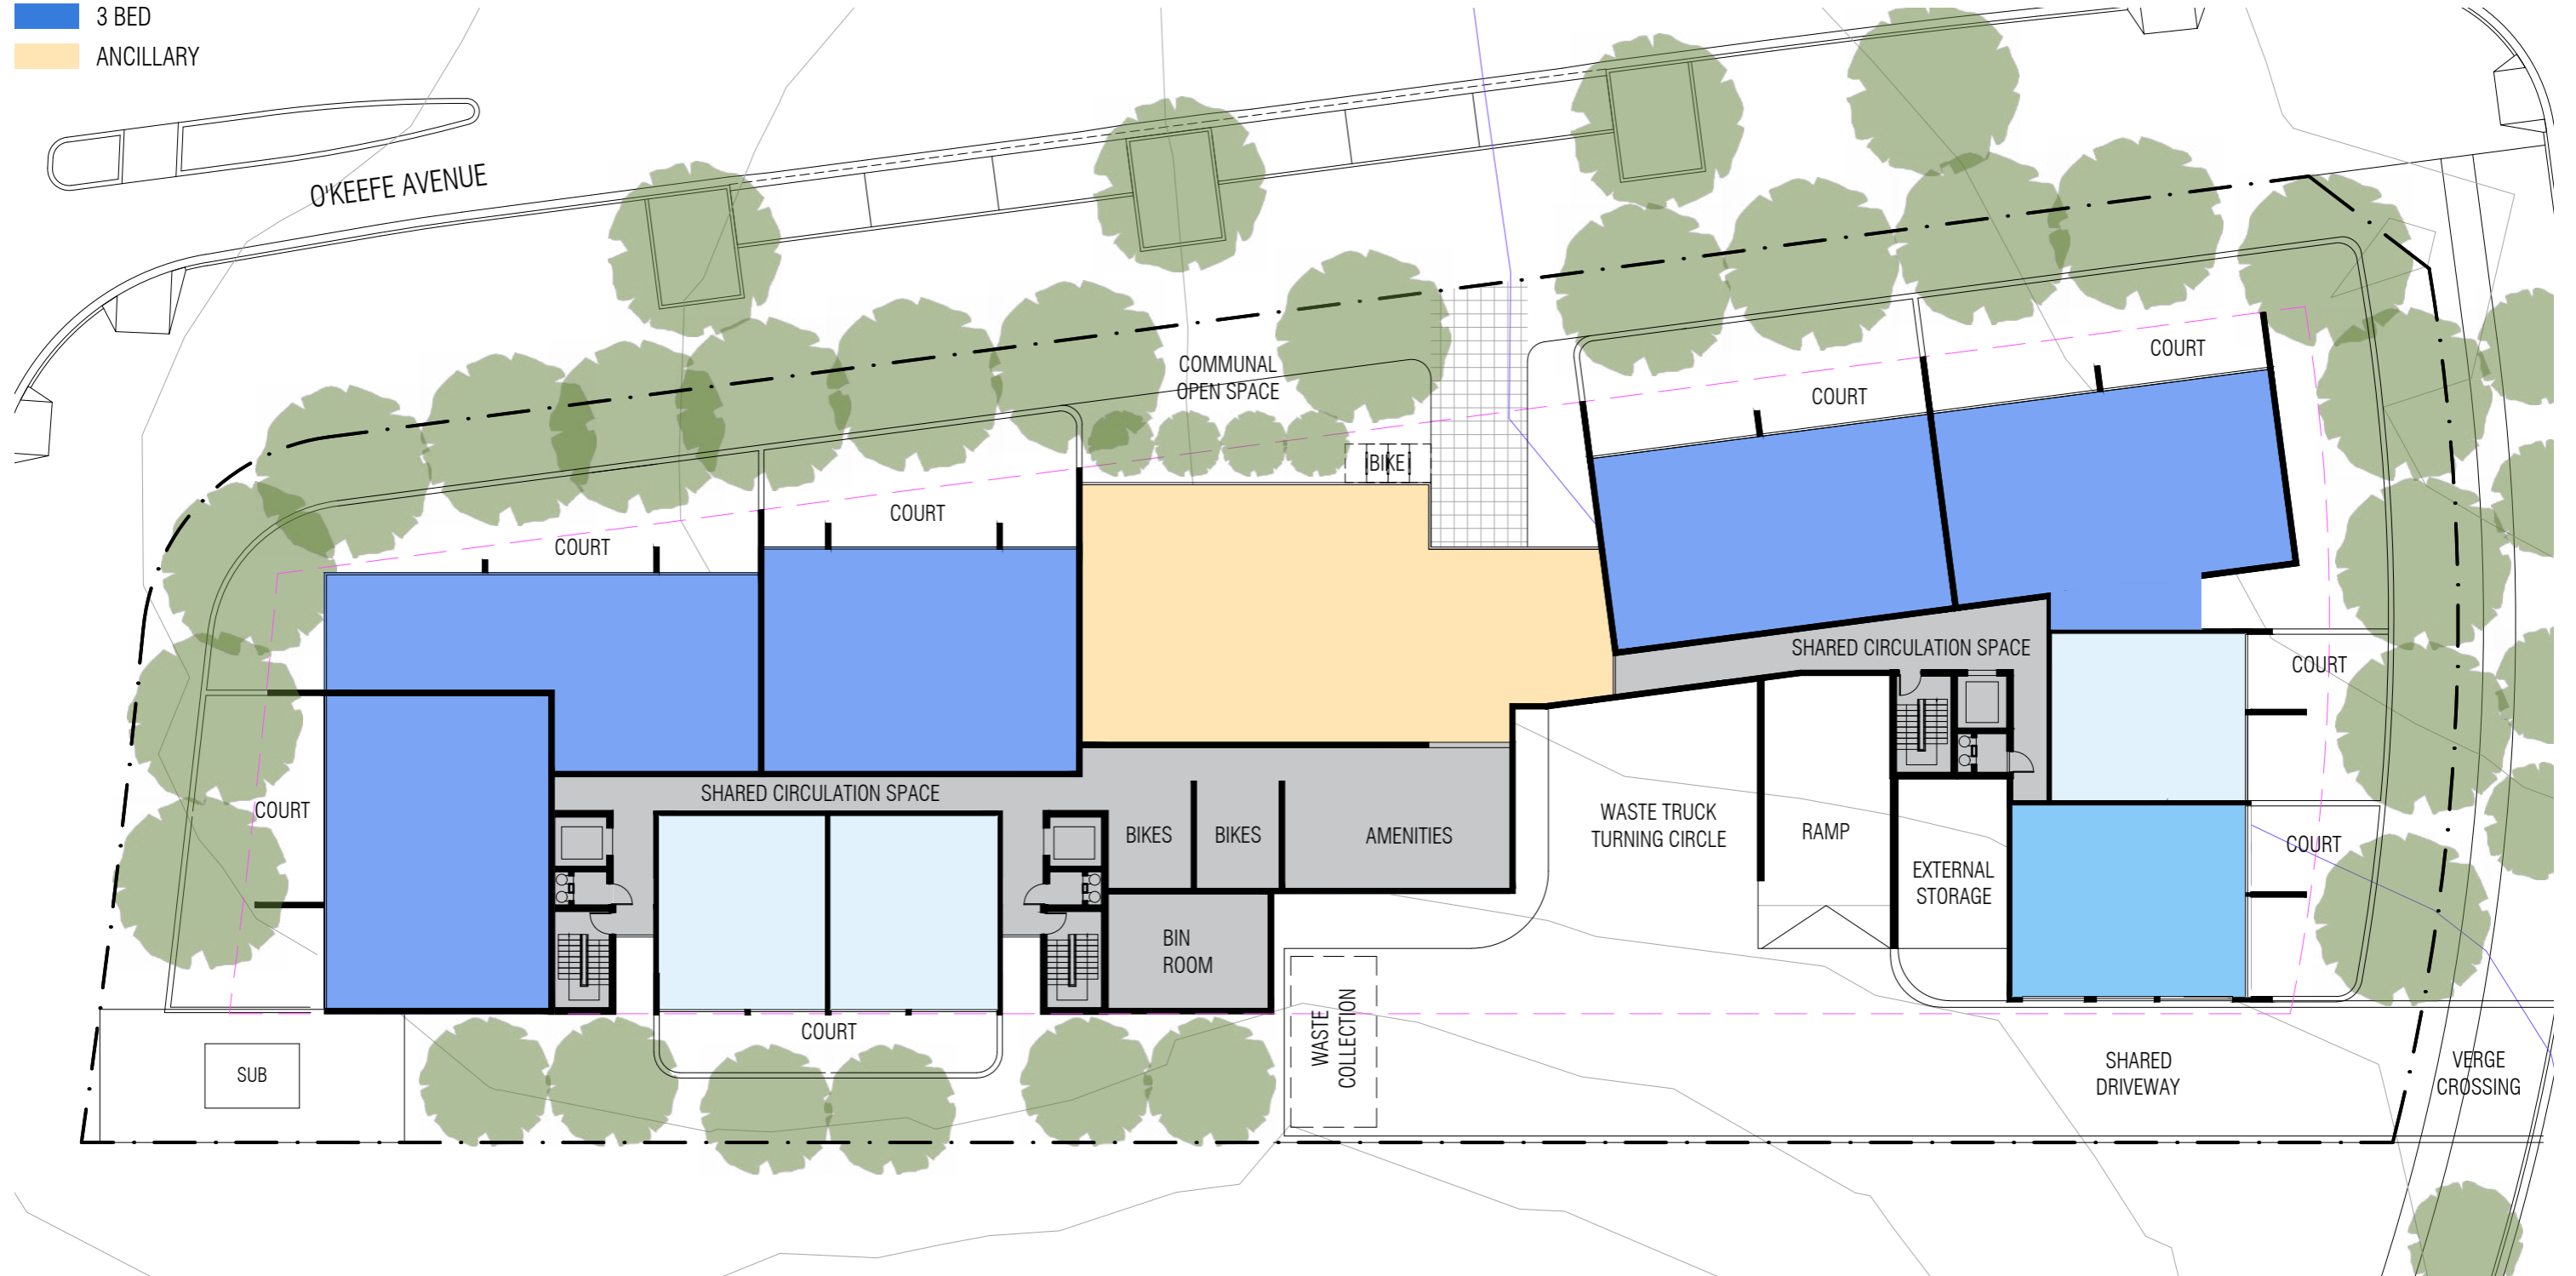 3 BED
ANCILLARY
O'KEEFE AVENUE
COMMUNAL
OPEN SPACE
COURT
COURT
BIKE
COURT
COURT
SHARED CIRCULATION SPACE
COURT
COURT
SHARED CIRCULATION SPACE
BIKES
BIKES
AMENITIES
WASTE TRUCK
TURNING CIRCLE
RAMP
EXTERNAL
STORAGE
COURT
BIN
ROOM
COURT
WASTE
COLLECTION
SUB
SHARED
DRIVEWAY
VERGE
CROSSING